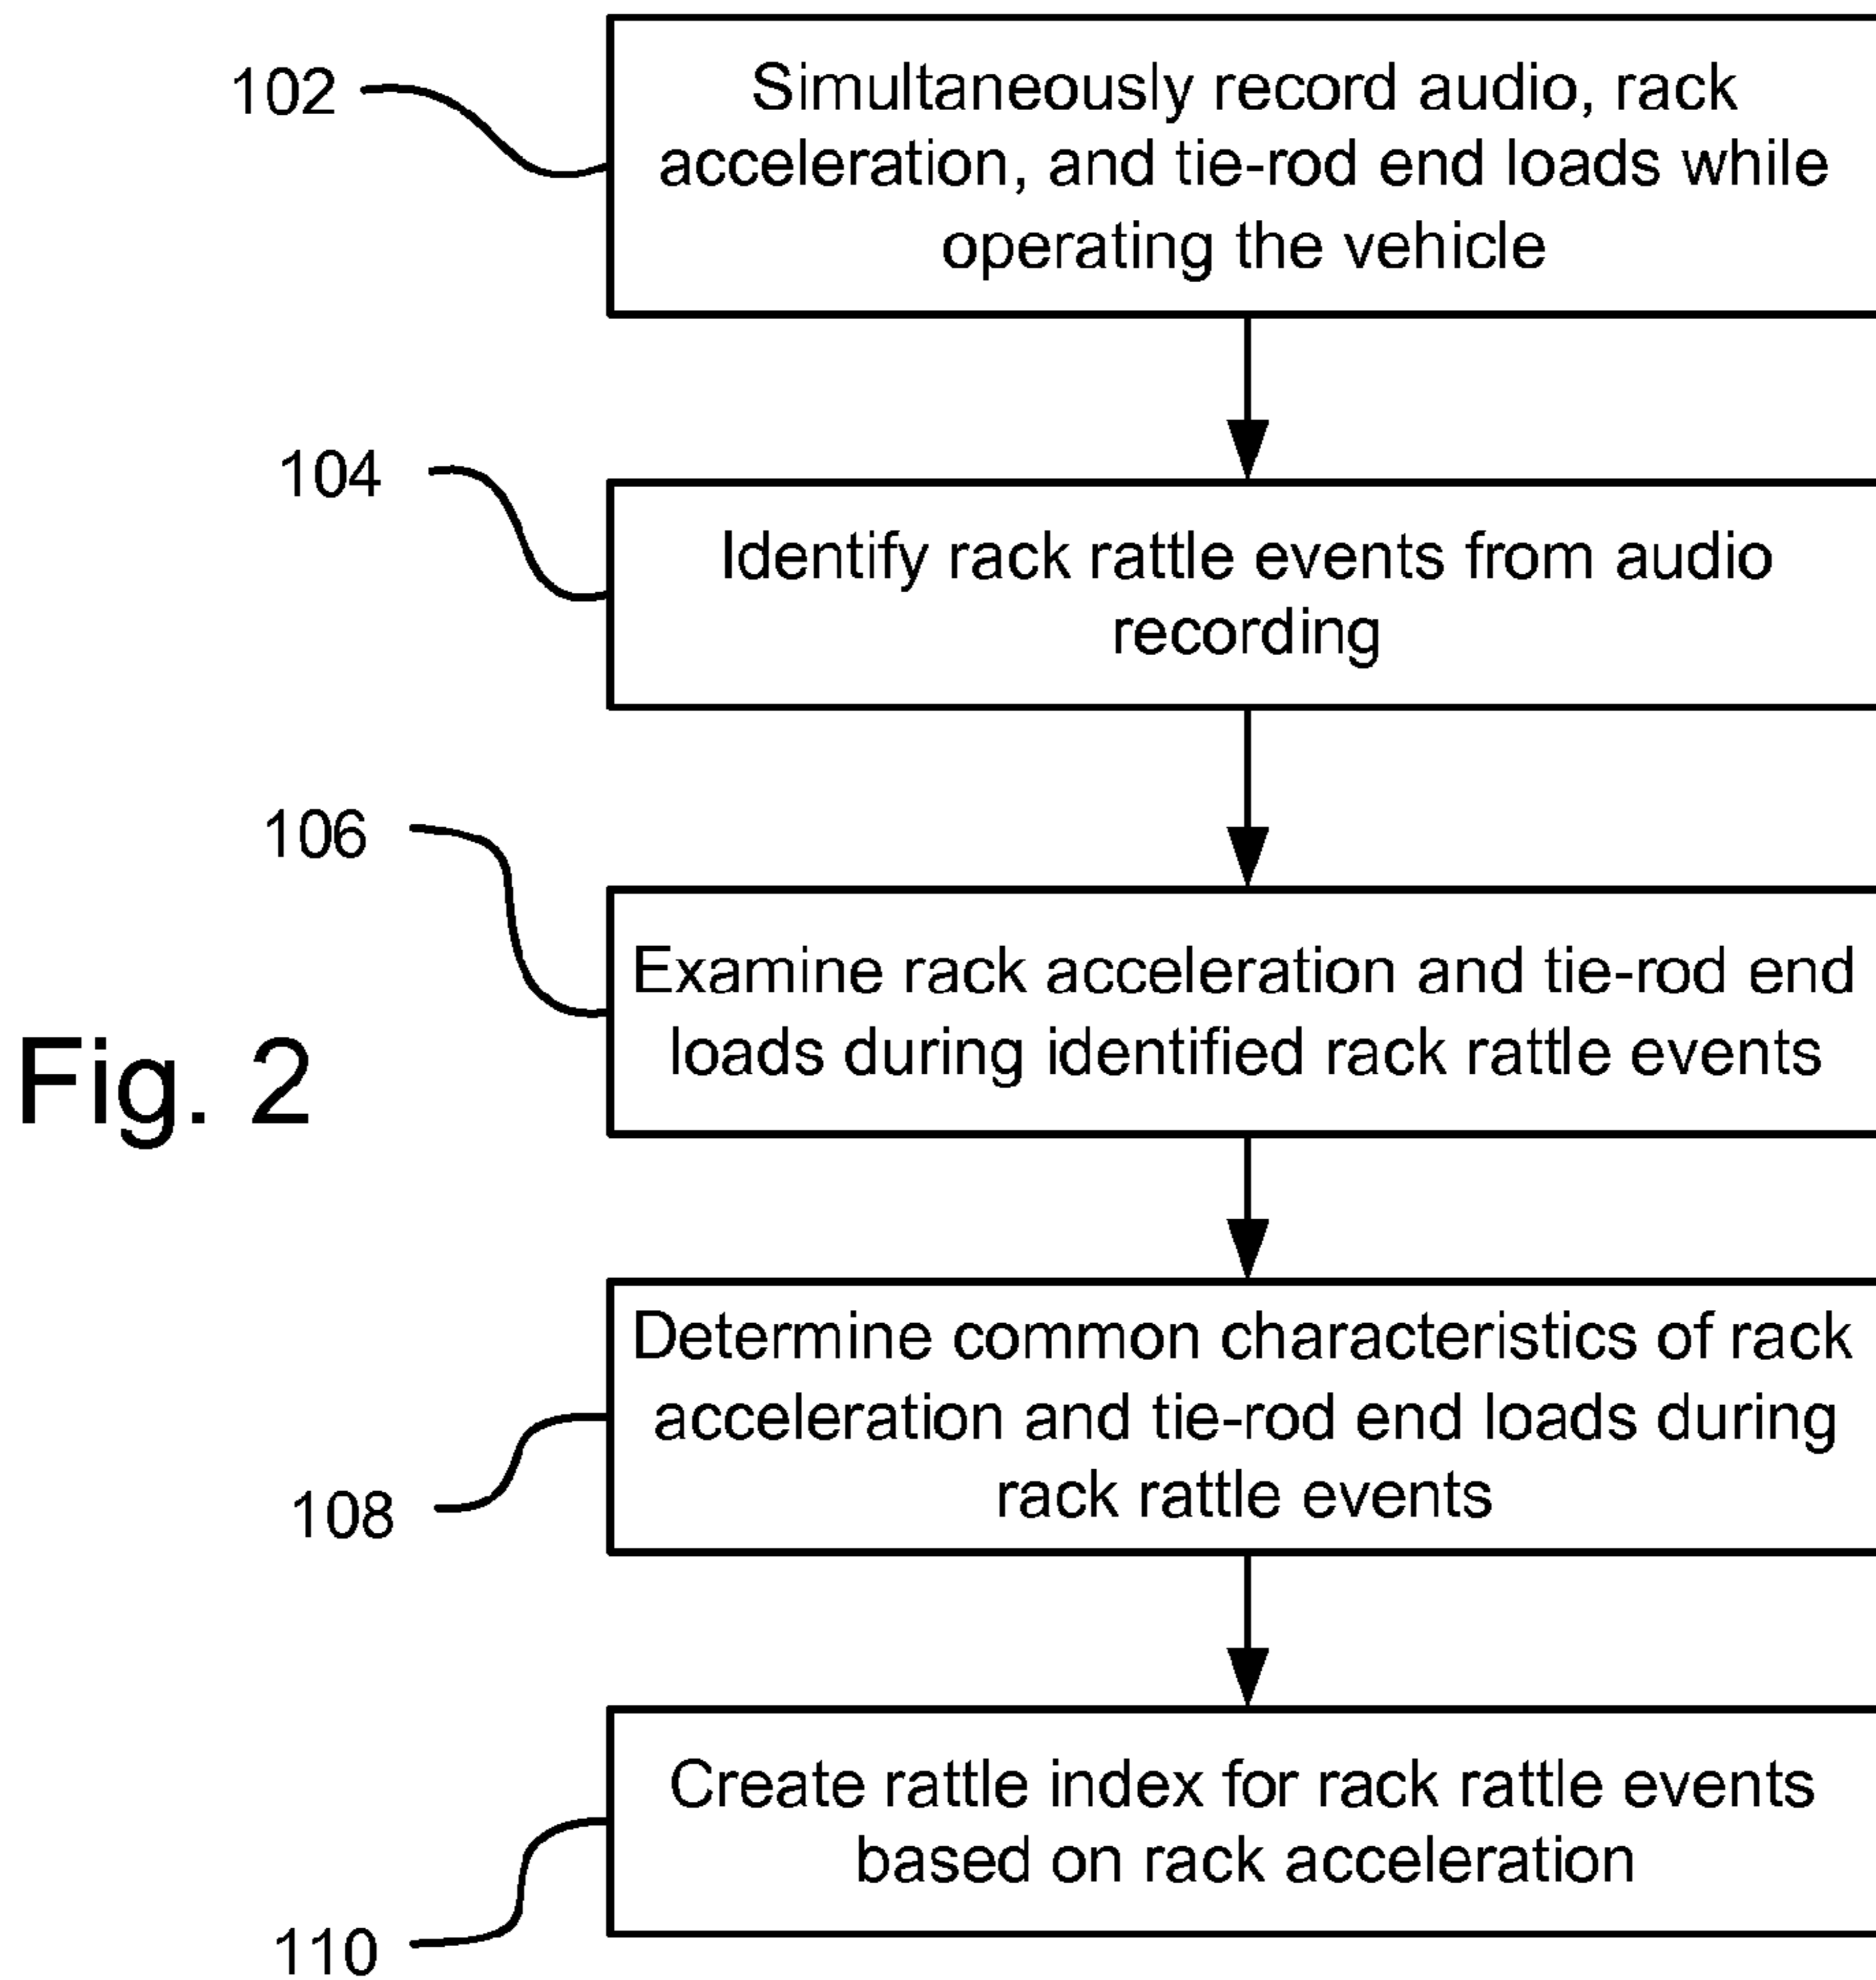 102
Simultaneously record audio, rack
acceleration, and tie-rod end loads while
operating the vehicle
104
Identify rack rattle events from audio
recording
106
Examine rack acceleration and tie-rod end
loads during identified rack rattle events
Fig. 2
Determine common characteristics of rack
acceleration and tie-rod end loads during
rack rattle events
108
Create rattle index for rack rattle events
based on rack acceleration
110